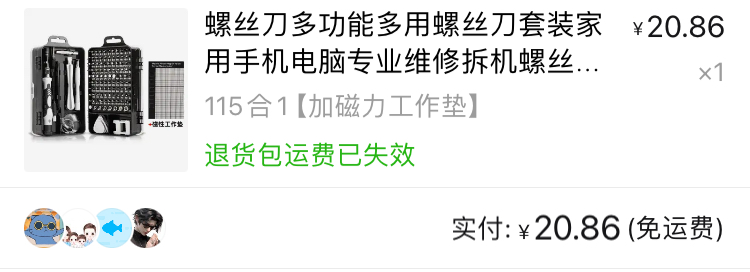 螺丝刀多功能多用螺丝刀套装家
¥20.86
用手机电脑专业维修拆机螺丝...
×1
115合1【加磁力工作垫】
+磁性工作垫
退货包运费已失效
实付: ¥20.86 (免运费)